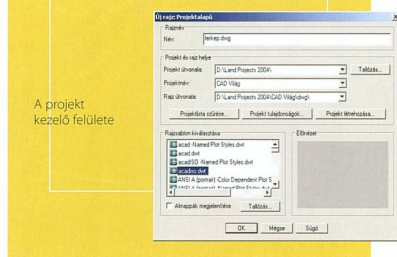 Új rajz: Projektalapú
Rajznév
Név: terkep.dwg
Projekt és rajz helye
Projekt útvonala: D:\Land Projects 2004\ Tallózás...
Projektnév: CAD Világ
Rajz útvonala: D:\Land Projects 2004\CAD Világ\dwg\
Projektlista szűrése... Projekt tulajdonságok... Projekt létrehozása...
Rajzsablon kiválasztása Előnézet
acad -Named Plot Styles.dwt
acad.dwt
acadISO -Named Plot Styles.dwt
acadiso.dwt
ANSI A (portrait) -Color Dependent Plot S
ANSI A (portrait) -Named Plot Styles.dwt
Almappák megjelenítése Tallózás...
OK Mégse Súgó
A projekt
kezelő felülete